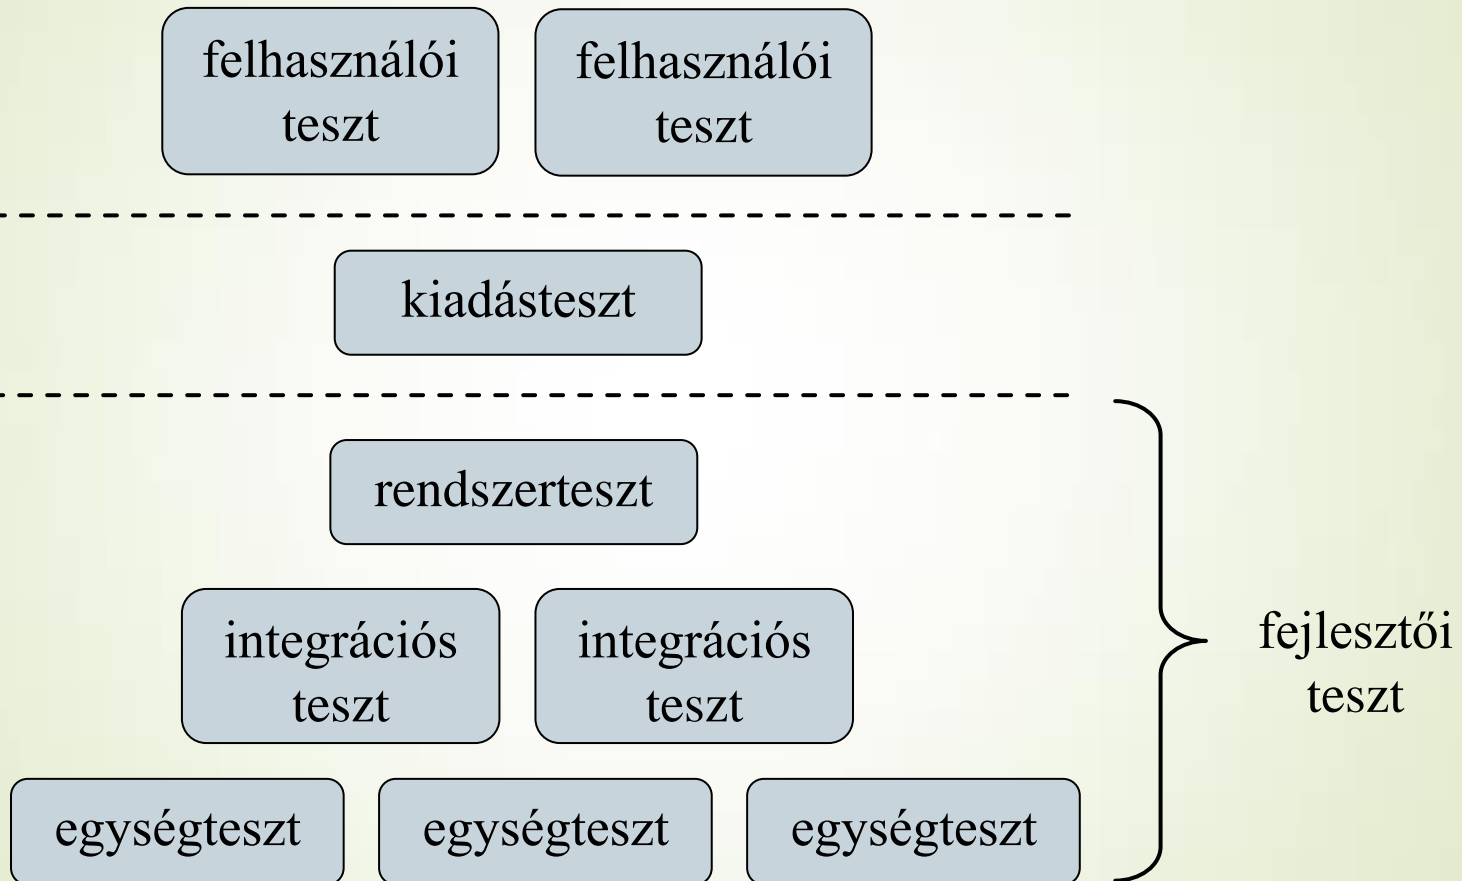 felhasználói
teszt
felhasználói
teszt
kiadásteszt
rendszerteszt
integrációs
teszt
integrációs
teszt
fejlesztői
teszt
egységteszt
egységteszt
egységteszt